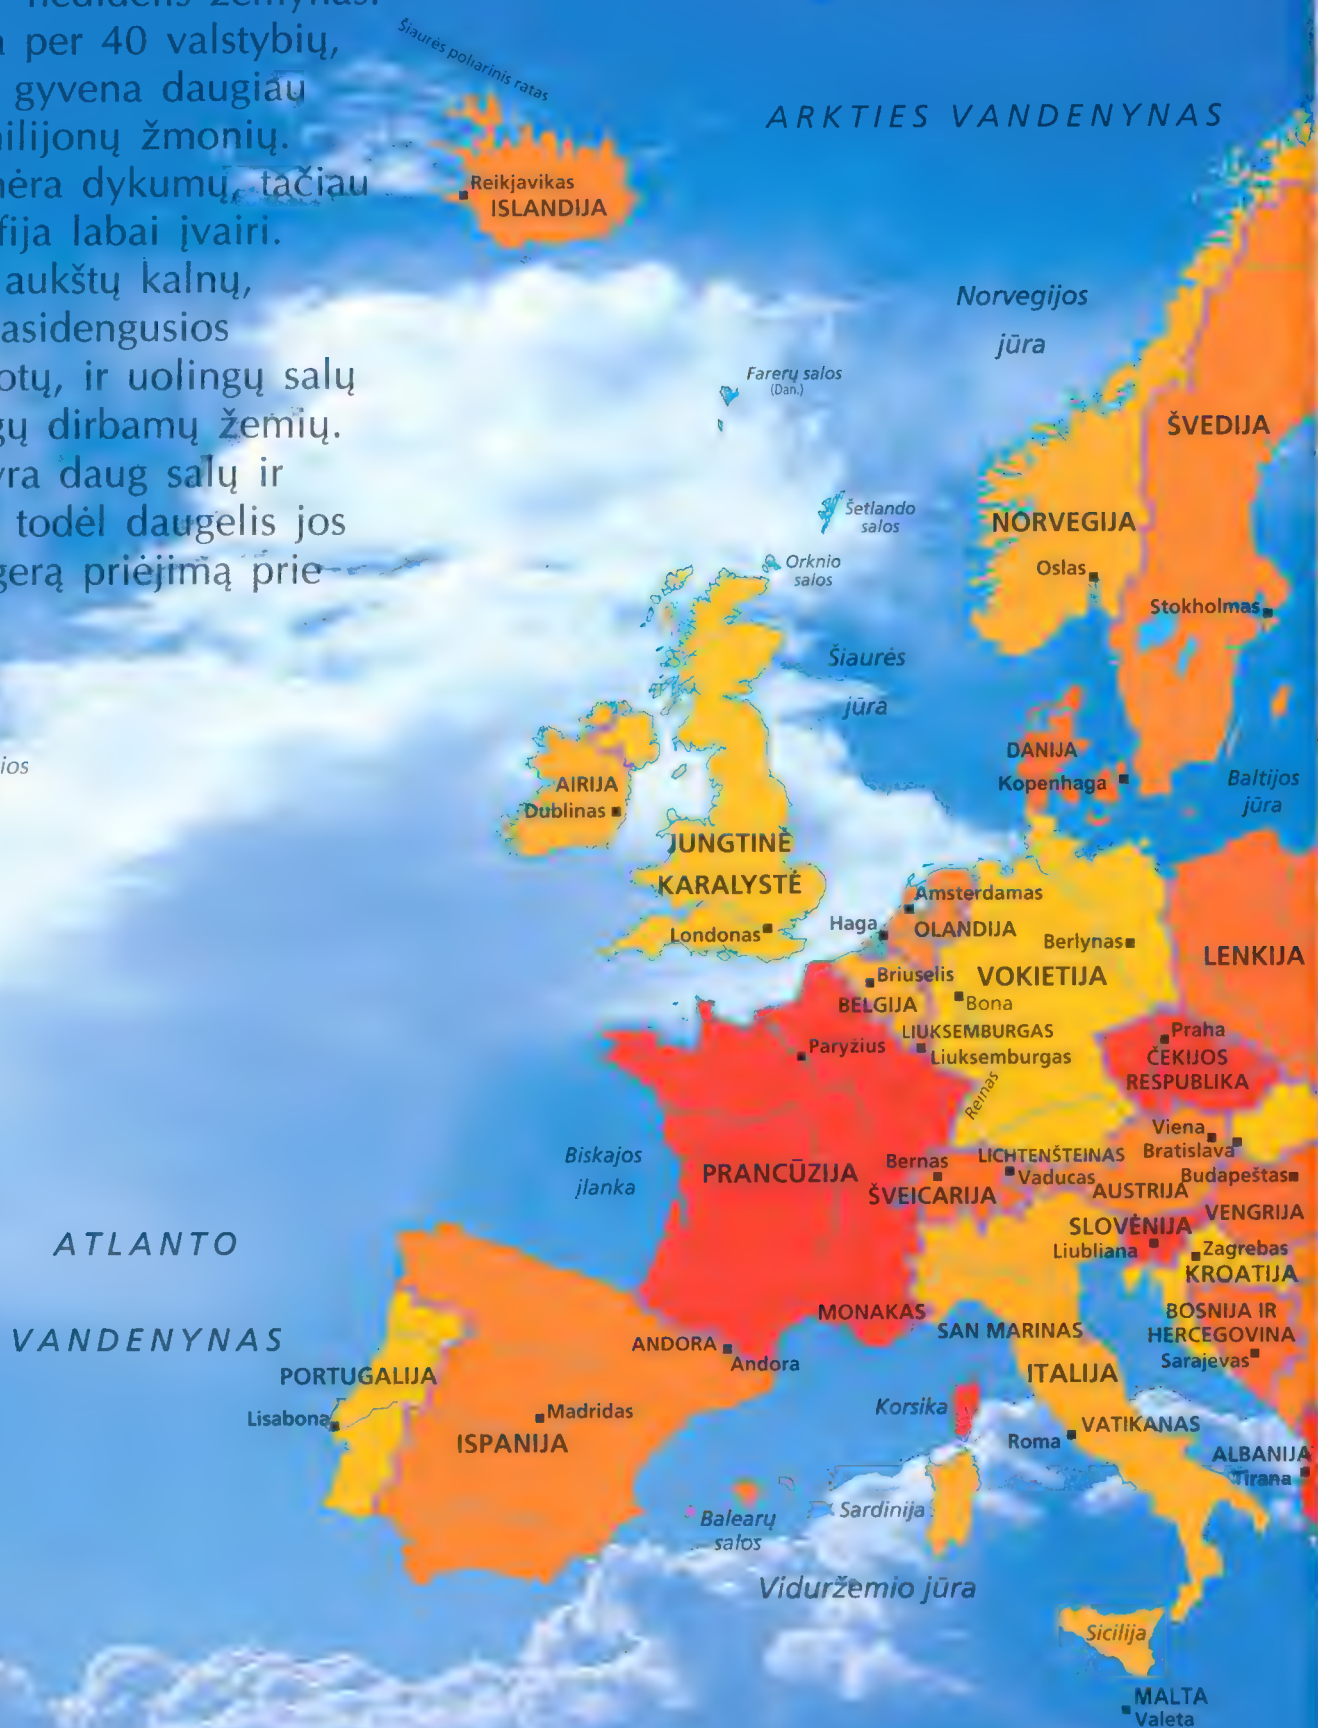 nedidelis žemynas.
per 40 valstybių,
gyvena daugiau
ilijonų žmonių.
ėra dykumų, tačiau
fija labai įvairi.
aukštų kalnų,
asidengusios
otų, ir uolingų salų
gų dirbamų žemių.
yra daug salų ir
todėl daugelis jos
gerą priėjimą prie
ios
Šiaurės poliarinis ratas
ARKTIES VANDENYNAS
Reikjavikas
ISLANDIJA
Norvegijos
jūra
Farerų salos
(Dan.)
ŠVEDIJA
Šetlando
salos
NORVEGIJA
Orknio
salos
Oslas
Stokholmas
Šiaurės
jūra
DANIJA
Kopenhaga
Baltijos
jūra
AIRIJA
Dublinas
JUNGTINĖ
KARALYSTĖ
Londonas
Amsterdamas
Haga
OLANDIJA
Berlynas
LENKIJA
Briuselis
VOKIETIJA
BELGIJA
Bona
LIUKSEMBURGAS
Liuksemburgas
Paryžius
Praha
ČEKIJOS
RESPUBLIKA
Reinas
Viena
Bratislava
Biskajos
įlanka
PRANCŪZIJA
Bernas
LICHTENŠTEINAS
Vaducas
Budapeštas
ŠVEICARIJA
AUSTRIJA
VENGRIJA
SLOVĖNIJA
Liubliana
Zagrebas
KROATIJA
ATLANTO
VANDENYNAS
MONAKAS
SAN MARINAS
BOSNIJA IR
HERCEGOVINA
Sarajevas
ANDORA
Andora
PORTUGALIJA
Lisabona
Madridas
ISPANIJA
ITALIJA
Korsika
Roma
VATIKANAS
ALBANIJA
Tirana
Balearų
salos
Sardinija
Viduržemio jūra
Sicilija
MALTA
Valeta